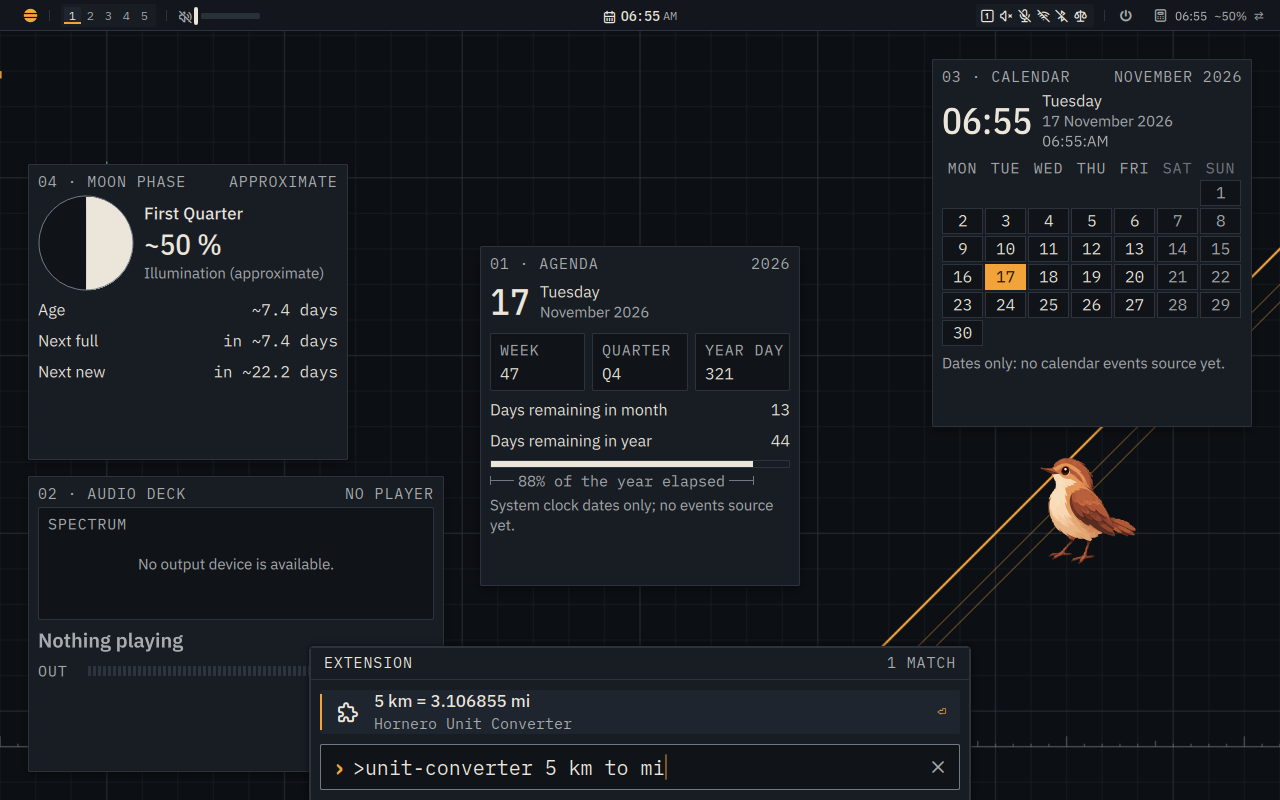 1 2 3 4 5
06:55 AM
1
06:55 ~50%
03 · CALENDAR NOVEMBER 2026
06:55
Tuesday
17 November 2026
06:55:AM
MON TUE WED THU FRI SAT SUN
1
2 3 4 5 6 7 8
9 10 11 12 13 14 15
16 17 18 19 20 21 22
23 24 25 26 27 28 29
30
Dates only: no calendar events source yet.
04 · MOON PHASE APPROXIMATE
First Quarter
~50 %
Illumination (approximate)
Age ~7.4 days
Next full in ~7.4 days
Next new in ~22.2 days
01 · AGENDA 2026
17
Tuesday
November 2026
WEEK QUARTER YEAR DAY
47 Q4 321
Days remaining in month 13
Days remaining in year 44
88% of the year elapsed
System clock dates only; no events source
yet.
02 · AUDIO DECK NO PLAYER
SPECTRUM
No output device is available.
Nothing playing
OUT
EXTENSION 1 MATCH
5 km = 3.106855 mi
Hornero Unit Converter
>unit-converter 5 km to mi